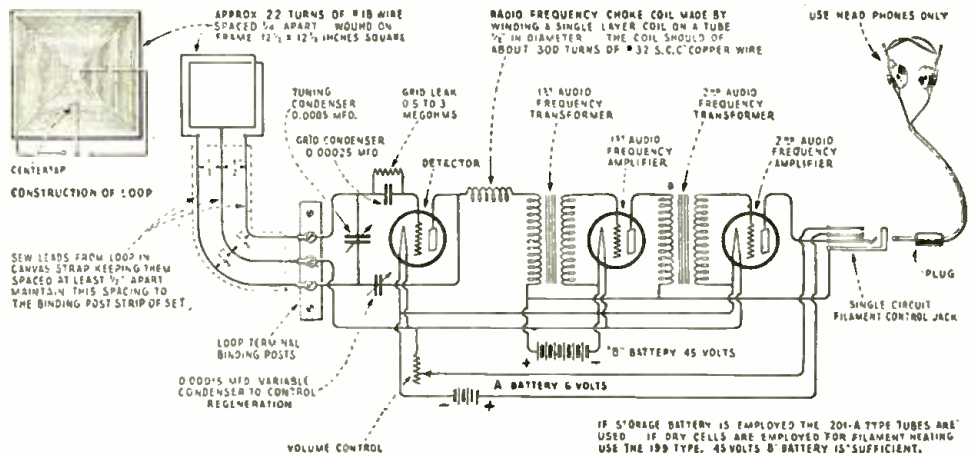 APPROX 22 TURNS OF #18 WIRE
SPACED ¼ APART WOUND ON
FRAME 12½ × 12½ INCHES SQUARE
RADIO FREQUENCY CHOKE COIL MADE BY
WINDING A SINGLE LAYER COIL ON A TUBE
IN DIAMETER THE COIL SHOULD OF
ABOUT 300 TURNS OF #32 S.C.C. COPPER WIRE
USE HEAD PHONES ONLY
TUNING
CONDENSER
0.0005 MFD.
GRID LEAK
0.5 TO 3
MEGOHMS
1ST AUDIO
FREQUENCY
TRANSFORMER
2ND AUDIO
FREQUENCY
TRANSFORMER
GRID CONDENSER
0.00025 MFD
DETECTOR
1ST AUDIO
FREQUENCY
AMPLIFIER
2ND AUDIO
FREQUENCY
AMPLIFIER
CENTERTAP
CONSTRUCTION OF LOOP
1
2
1
2
SEW LEADS FROM LOOP IN
CANVAS STRAP KEEPING THEM
SPACED AT LEAST ½" APART
MAINTAIN THIS SPACING TO
THE BINDING POST STRIP OF SET
PLUG
SINGLE CIRCUIT
FILAMENT CONTROL JACK
LOOP TERMINAL
BINDING POSTS
+ "B" BATTERY 45 VOLTS -
MFD. VARIABLE
CONDENSER TO CONTROL
REGENERATION
A BATTERY 6 VOLTS
- +
VOLUME CONTROL
IF STORAGE BATTERY IS EMPLOYED THE 201-A TYPE TUBES ARE
USED IF DRY CELLS ARE EMPLOYED FOR FILAMENT HEATING
USE THE 199 TYPE. 45 VOLTS B BATTERY IS SUFFICIENT.